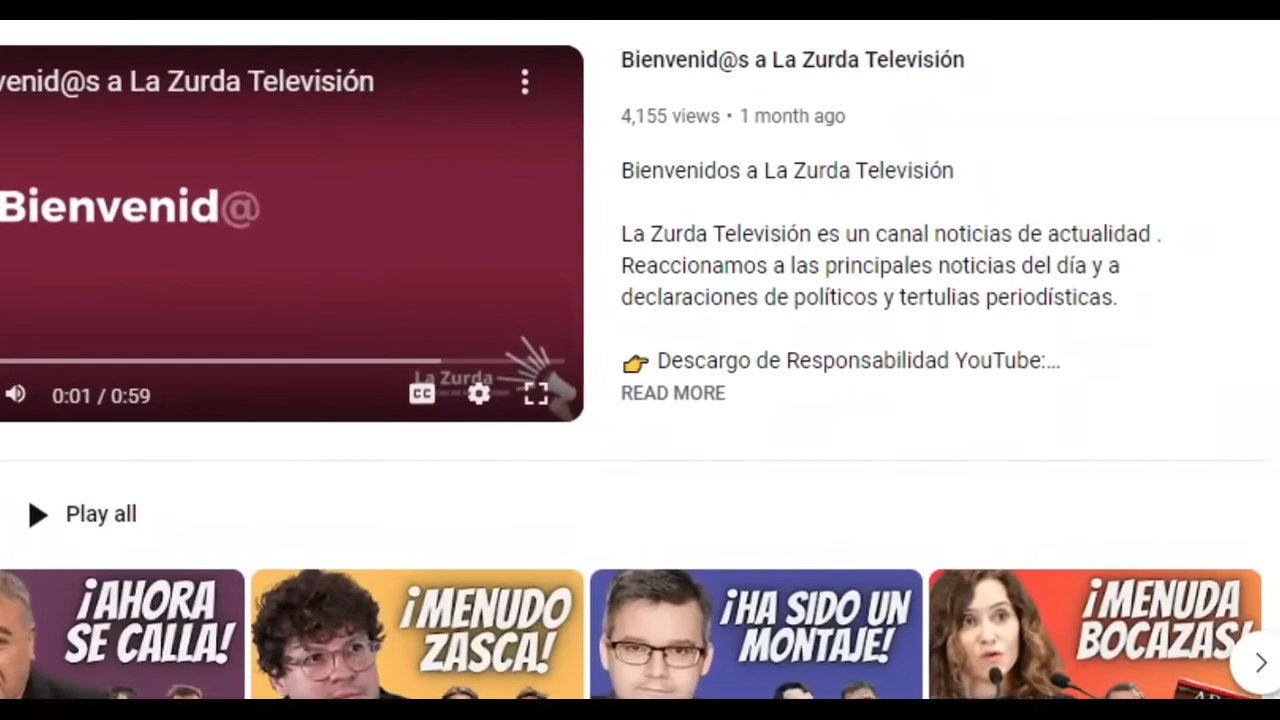 venid@s a La Zurda Televisión
Bienvenid@
La Zurda
0:01 / 0:59
CC
Bienvenid@s a La Zurda Televisión
4,155 views • 1 month ago
Bienvenidos a La Zurda Televisión
La Zurda Televisión es un canal noticias de actualidad .
Reaccionamos a las principales noticias del día y a
declaraciones de políticos y tertulias periodísticas.
👉 Descargo de Responsabilidad YouTube:...
READ MORE
Play all
¡AHORA
SE CALLA!
¡MENUDO
ZASCA!
¡HA SIDO UN
MONTAJE!
¡MENUDA
BOCAZAS!